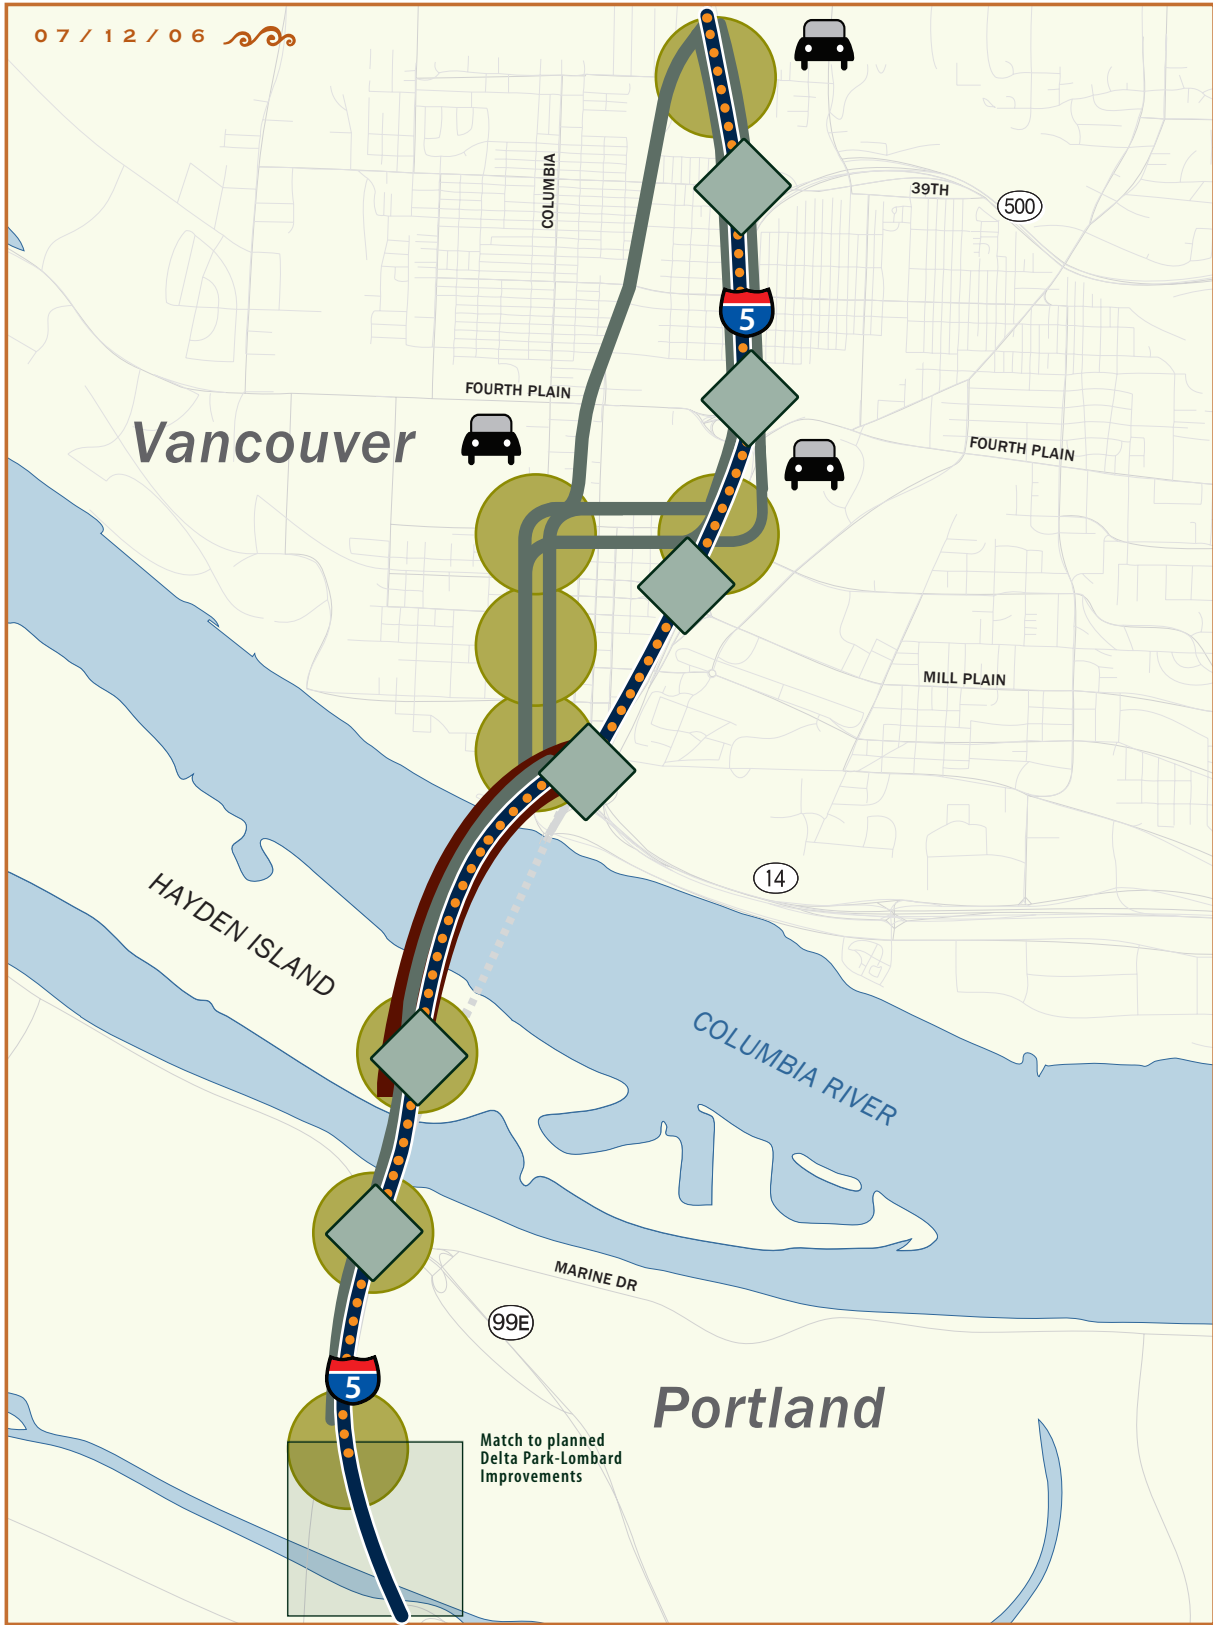 07/12/06
COLUMBIA
39TH
500
5
FOURTH PLAIN
Vancouver
FOURTH PLAIN
MILL PLAIN
14
HAYDEN ISLAND
COLUMBIA RIVER
MARINE DR
99E
5
Portland
Match to planned
Delta Park-Lombard
Improvements